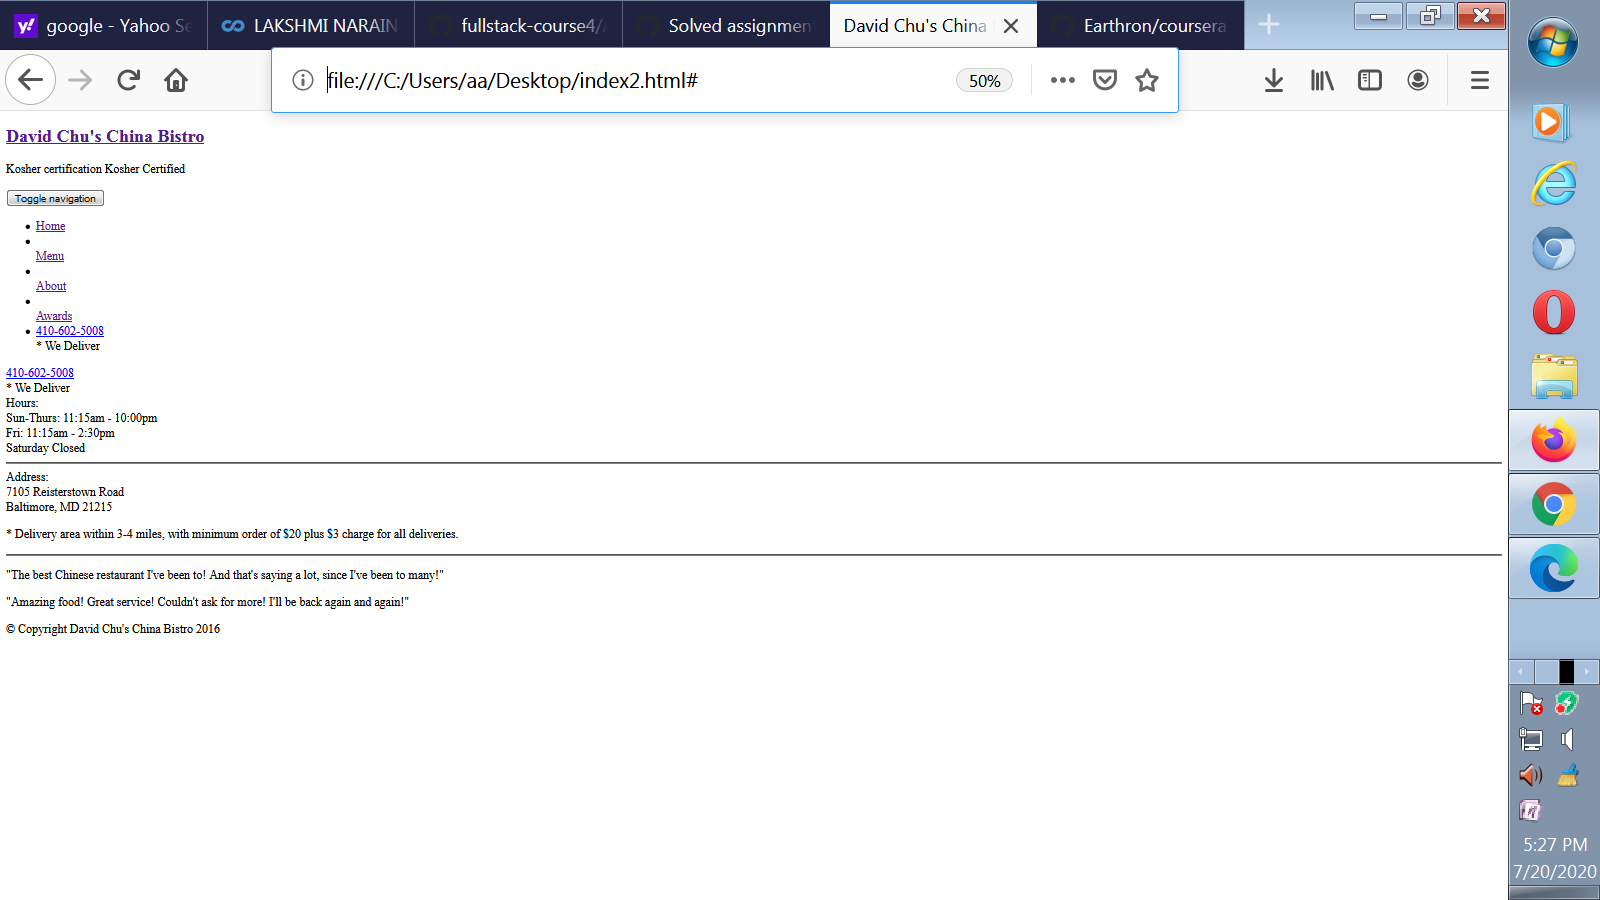 google - Yahoo Se
LAKSHMI NARAIN
fullstack-course4/
Solved assignmen
David Chu's China
Earthron/coursera
file:///C:/Users/aa/Desktop/index2.html#
50%
David Chu's China Bistro
Kosher certification Kosher Certified
Toggle navigation
Home
Menu
About
Awards
410-602-5008
* We Deliver
410-602-5008
* We Deliver
Hours:
Sun-Thurs: 11:15am - 10:00pm
Fri: 11:15am - 2:30pm
Saturday Closed
Address:
7105 Reisterstown Road
Baltimore, MD 21215
* Delivery area within 3-4 miles, with minimum order of $20 plus $3 charge for all deliveries.
"The best Chinese restaurant I've been to! And that's saying a lot, since I've been to many!"
"Amazing food! Great service! Couldn't ask for more! I'll be back again and again!"
© Copyright David Chu's China Bistro 2016
5:27 PM
7/20/2020